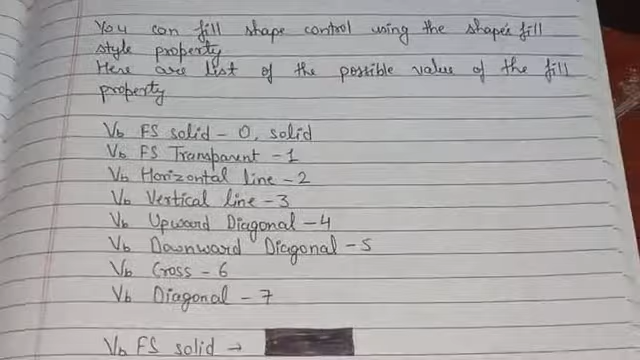 You can fill shape control using the shape's fill
style property
Here are list of the possible value of the fill
property
Vb FS solid - 0, solid
Vb FS Transparent - 1
Vb Horizontal line - 2
Vb Vertical line - 3
Vb Upward Diagonal - 4
Vb Downward Diagonal - 5
Vb Cross - 6
Vb Diagonal - 7
Vb FS solid →